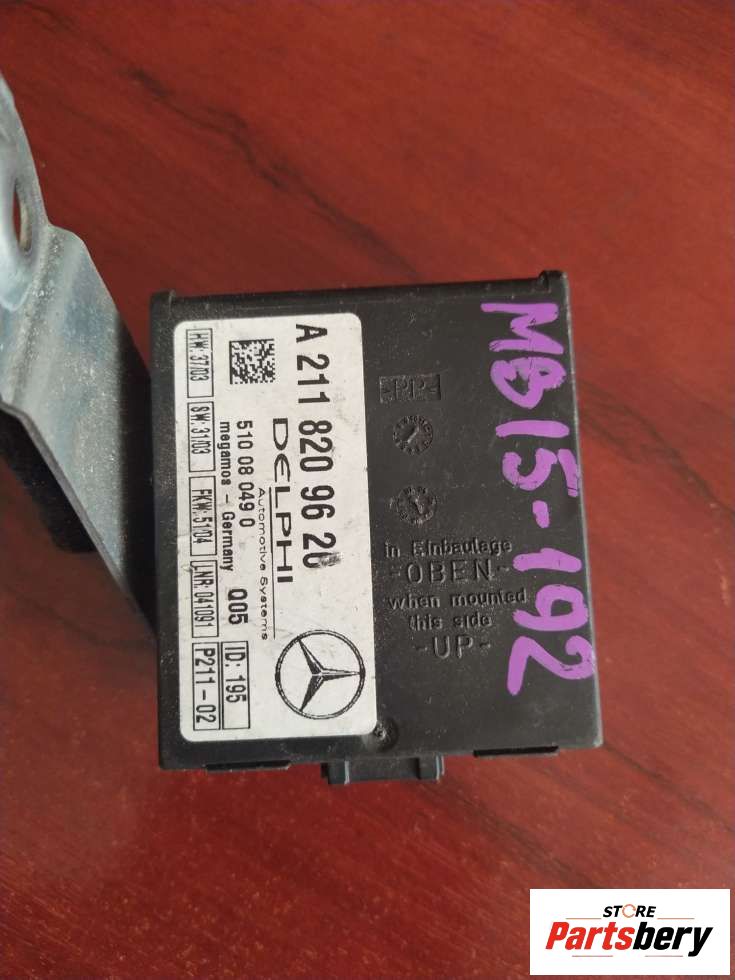 A 211 820 96 26
DELPHI
Automotive Systems
510 08 049 0 Q05
megamos - Germany
ID: 195
HW: 37/03 SW: 31/03 FKW: 51/04 LNR: 041091 P211-02
in Einbaulage
-OBEN-
when mounted
this side
-UP-
MB15-192
STORE
Partsbery